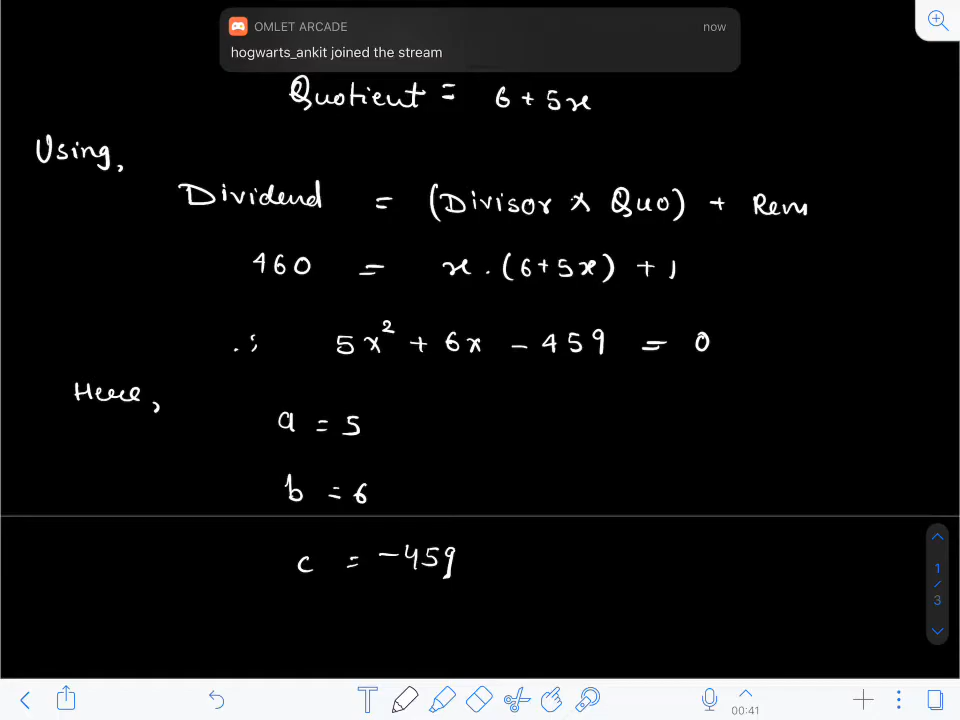 OMLET ARCADE now
hogwarts_ankit joined the stream
Quotient = 6 + 5x
Using,
Dividend = (Divisor × Quo) + Rem
460 = x . (6+5x) + 1
∴ 5x² + 6x - 459 = 0
Here,
a = 5
b = 6
c = -459
1
/
3
T
00:41